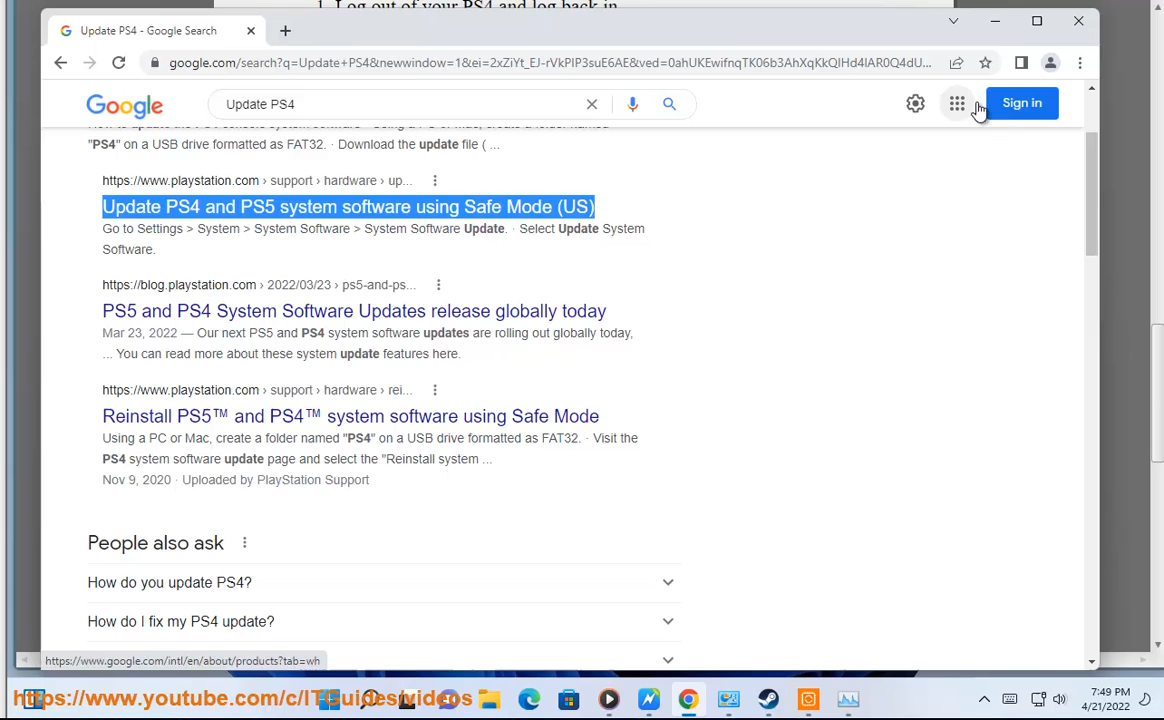 1. Log out of your PS4 and log back in
Update PS4 - Google Search
google.com/search?q=Update+PS4&newwindow=1&ei=2xZiYt_EJ-rVkPIP3suE6AE&ved=0ahUKEwifnqTK06b3AhXqKkQIHd4lAR0Q4dU...
Google
Update PS4
Sign in
"PS4" on a USB drive formatted as FAT32. · Download the update file ( ...
https://www.playstation.com › support › hardware › up...
Update PS4 and PS5 system software using Safe Mode (US)
Go to Settings > System > System Software > System Software Update. · Select Update System
Software.
https://blog.playstation.com › 2022/03/23 › ps5-and-ps...
PS5 and PS4 System Software Updates release globally today
Mar 23, 2022 — Our next PS5 and PS4 system software updates are rolling out globally today,
... You can read more about these system update features here.
https://www.playstation.com › support › hardware › rei...
Reinstall PS5™ and PS4™ system software using Safe Mode
Using a PC or Mac, create a folder named "PS4" on a USB drive formatted as FAT32. · Visit the
PS4 system software update page and select the "Reinstall system ...
Nov 9, 2020 · Uploaded by PlayStation Support
People also ask
How do you update PS4?
How do I fix my PS4 update?
https://www.google.com/intl/en/about/products?tab=wh
https://www.youtube.com/c/ITGuides/videos
7:49 PM
4/21/2022